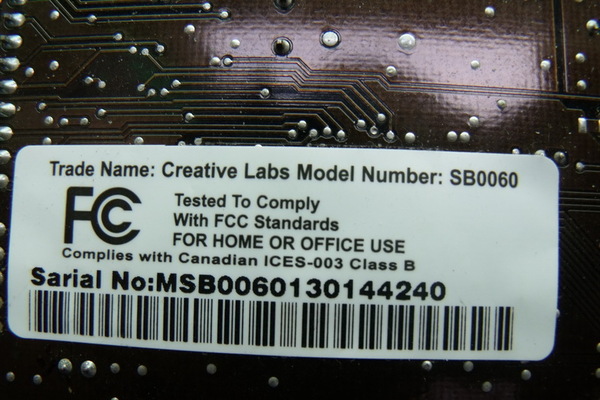 Trade Name: Creative Labs Model Number: SB0060
FC
Tested To Comply
With FCC Standards
FOR HOME OR OFFICE USE
Complies with Canadian ICES-003 Class B
Sarial No:MSB0060130144240